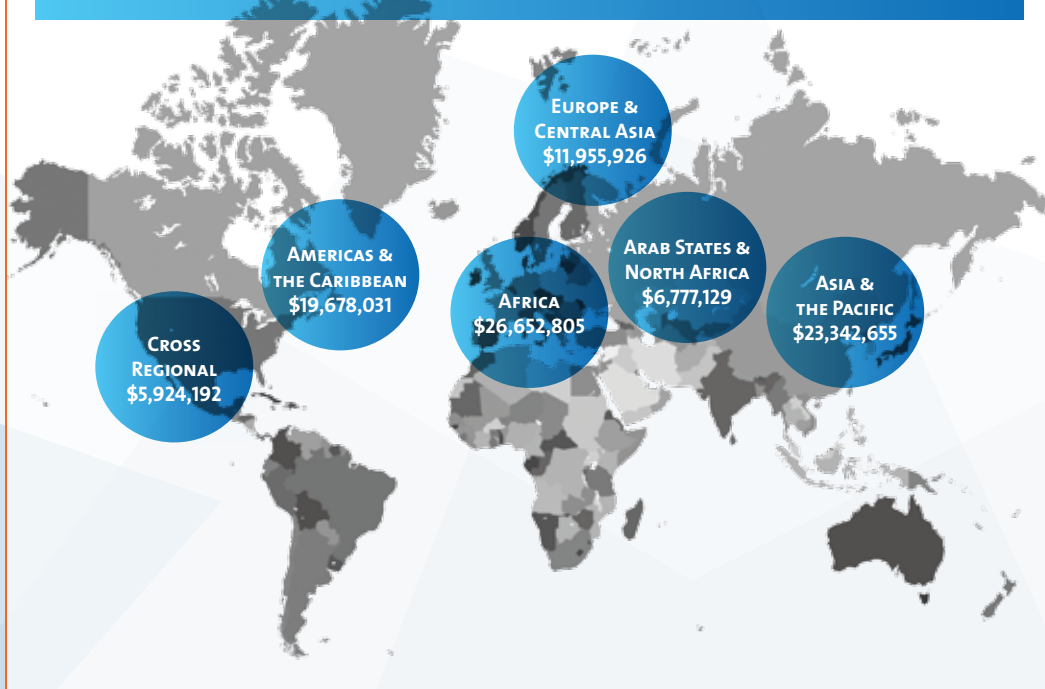 Europe &
Central Asia
$11,955,926
Americas &
the Caribbean
$19,678,031
Arab States &
North Africa
$6,777,129
Africa
$26,652,805
Asia &
the Pacific
$23,342,655
Cross
Regional
$5,924,192